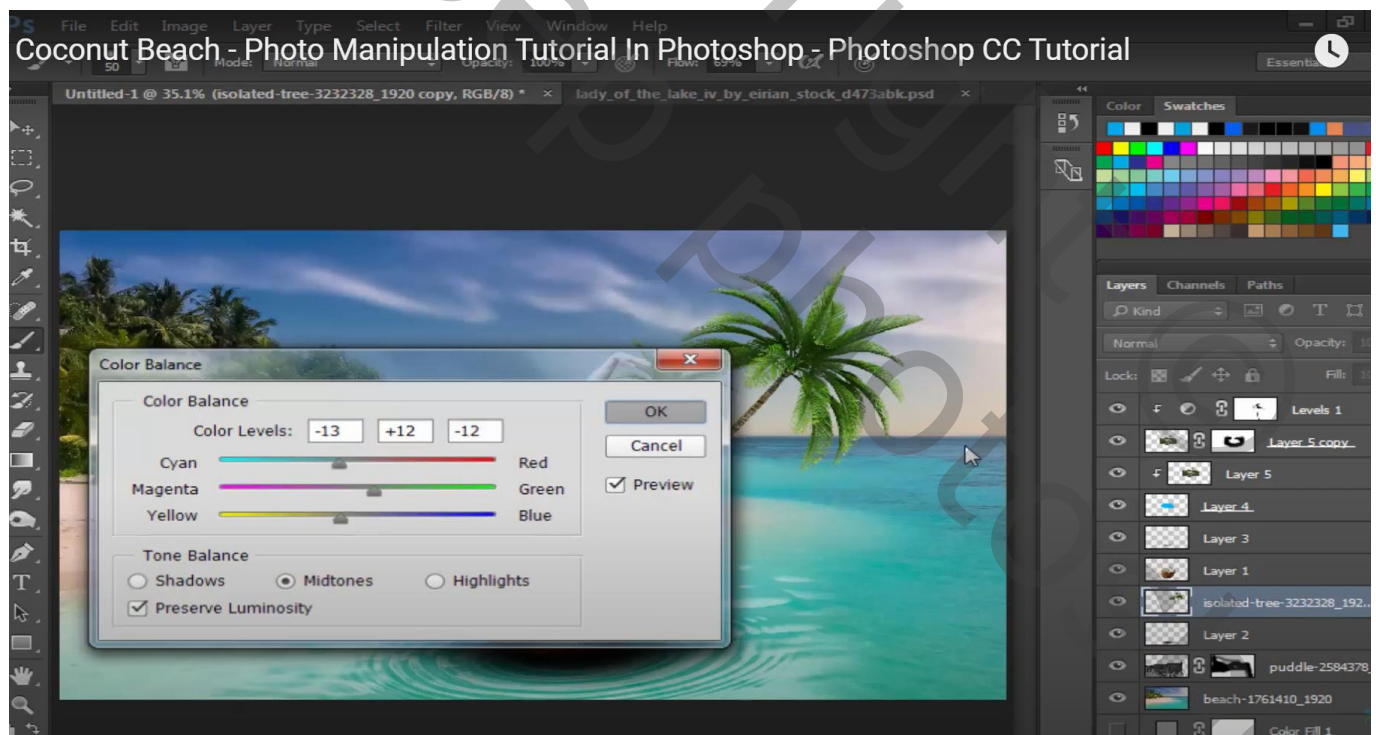 Ps File Edit Image Layer Type Select Filter View Window Help
Coconut Beach - Photo Manipulation Tutorial In Photoshop - Photoshop CC Tutorial
50 Mode: Normal Opacity: 100% Flow: 69% Essentia
Untitled-1 @ 35.1% (isolated-tree-3232328_1920 copy, RGB/8) * × lady_of_the_lake_iv_by_eirian_stock_d473abk.psd ×
Color Swatches
Layers Channels Paths
Kind
Normal Opacity:
Lock: Fill:
Levels 1
Layer 5 copy
Layer 5
Layer 4
Layer 3
Layer 1
isolated-tree-3232328_192...
Layer 2
puddle-2584378_
beach-1761410_1920
Color Fill 1
Color Balance
Color Balance
Color Levels: -13 +12 -12
Cyan Red
Magenta Green
Yellow Blue
Tone Balance
Shadows Midtones Highlights
Preserve Luminosity
OK
Cancel
Preview